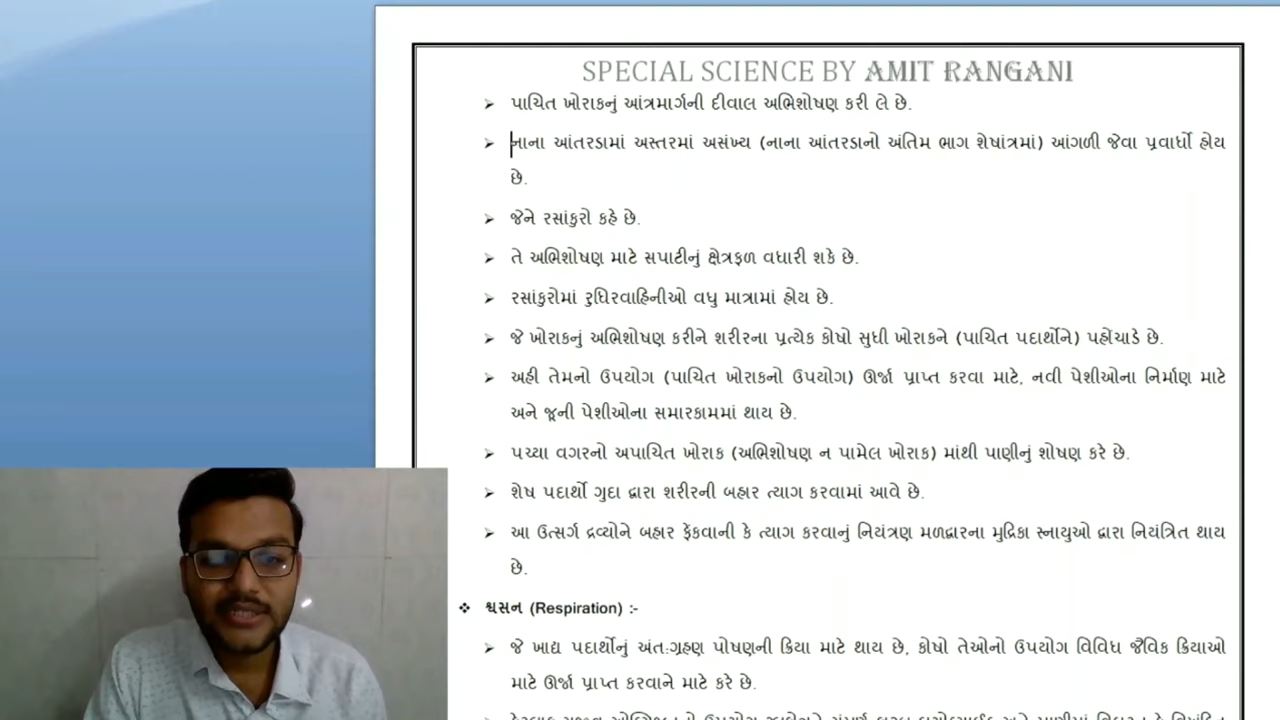 SPECIAL SCIENCE BY AMIT RANGANI
➢ પાચિત ખોરાકનું આંત્રમાર્ગની દીવાલ અભિશોષણ કરી લે છે.
➢ નાના આંતરડામાં અસ્તરમાં અસંખ્ય (નાના આંતરડાનો અંતિમ ભાગ શેષાંત્રમાં) આંગળી જેવા પ્રવાર્ધો હોય
છે.
➢ જેને રસાંકુરો કહે છે.
➢ તે અભિશોષણ માટે સપાટીનું ક્ષેત્રફળ વધારી શકે છે.
➢ રસાંકુરોમાં રુધિરવાહિનીઓ વધુ માત્રામાં હોય છે.
➢ જે ખોરાકનું અભિશોષણ કરીને શરીરના પ્રત્યેક કોષો સુધી ખોરાકને (પાચિત પદાર્થોને) પહોંચાડે છે.
➢ અહી તેમનો ઉપયોગ (પાચિત ખોરાકનો ઉપયોગ) ઊર્જા પ્રાપ્ત કરવા માટે, નવી પેશીઓના નિર્માણ માટે
અને જૂની પેશીઓના સમારકામમાં થાય છે.
➢ પચ્યા વગરનો અપાચિત ખોરાક (અભિશોષણ ન પામેલ ખોરાક) માંથી પાણીનું શોષણ કરે છે.
➢ શેષ પદાર્થો ગુદા દ્વારા શરીરની બહાર ત્યાગ કરવામાં આવે છે.
➢ આ ઉત્સર્ગ દ્રવ્યોને બહાર ફેંકવાની કે ત્યાગ કરવાનું નિયંત્રણ મળદ્વારના મુદ્રિકા સ્નાયુઓ દ્વારા નિયંત્રિત થાય
છે.
❖ શ્વસન (Respiration) :-
➢ જે ખાદ્ય પદાર્થોનું અંત:ગ્રહણ પોષણની ક્રિયા માટે થાય છે, કોષો તેઓનો ઉપયોગ વિવિધ જૈવિક ક્રિયાઓ
માટે ઊર્જા પ્રાપ્ત કરવાને માટે કરે છે.